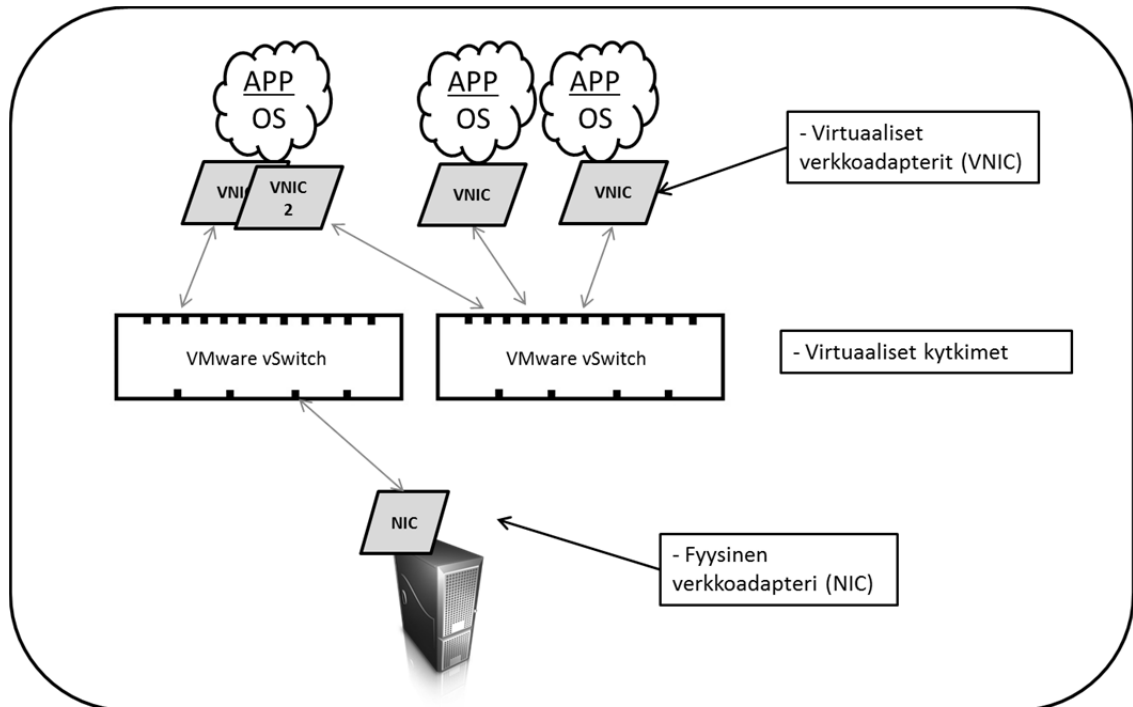 APP
OS
APP
OS
APP
OS
VNIC
2
VNIC
VNIC
- Virtuaaliset
verkkoadapterit (VNIC)
VMware vSwitch
VMware vSwitch
- Virtuaaliset kytkimet
NIC
- Fyysinen
verkkoadapteri (NIC)